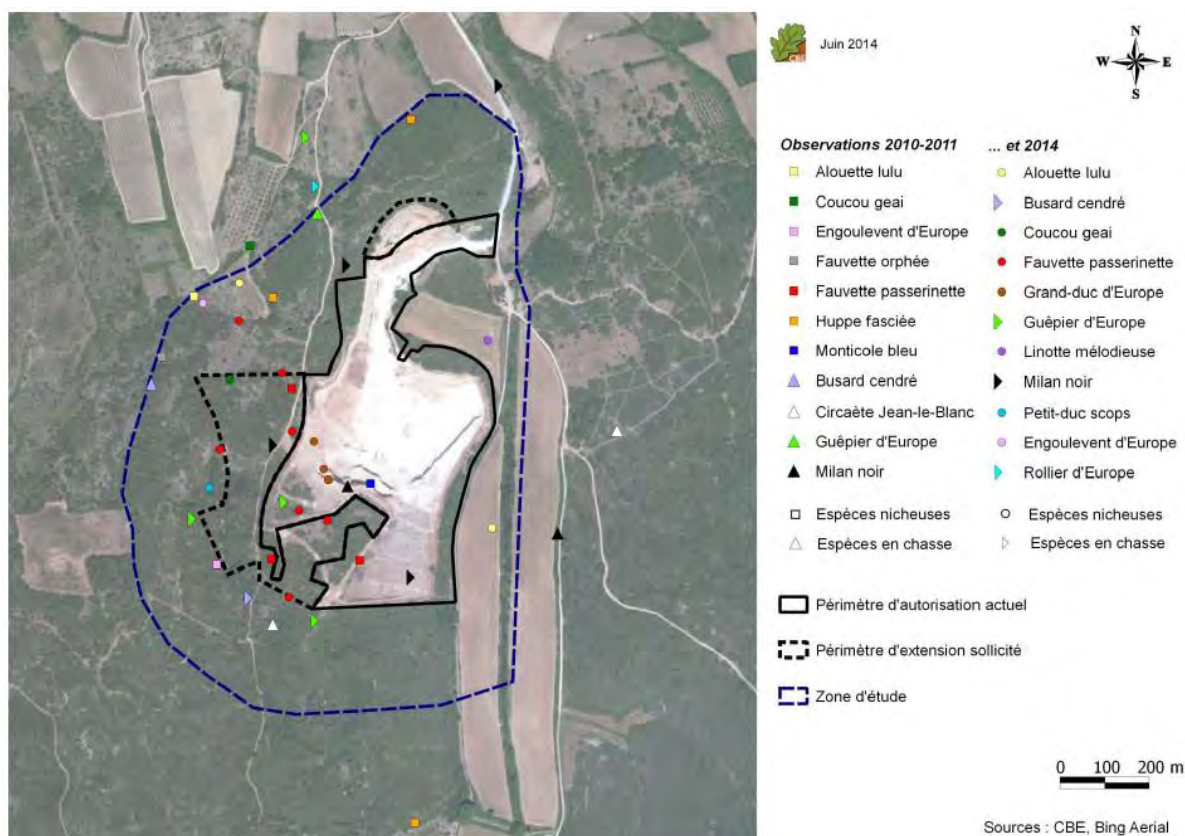 CBE
Juin 2014
N
W
E
S
Observations 2010-2011
Alouette lulu
Coucou geai
Engoulevent d'Europe
Fauvette orphée
Fauvette passerinette
Huppe fasciée
Monticole bleu
Busard cendré
Circaète Jean-le-Blanc
Guêpier d'Europe
Milan noir
Espèces nicheuses
Espèces en chasse
... et 2014
Alouette lulu
Busard cendré
Coucou geai
Fauvette passerinette
Grand-duc d'Europe
Guêpier d'Europe
Linotte mélodieuse
Milan noir
Petit-duc scops
Engoulevent d'Europe
Rollier d'Europe
Espèces nicheuses
Espèces en chasse
Périmètre d'autorisation actuel
Périmètre d'extension sollicité
Zone d'étude
0 100 200 m
Sources : CBE, Bing Aerial